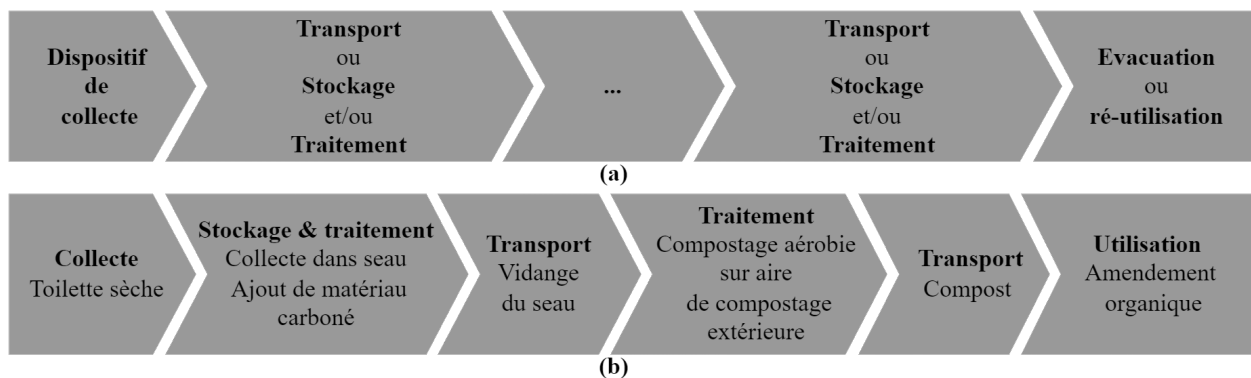 Dispositif
de
collecte
Transport
ou
Stockage
et/ou
Traitement
...
Transport
ou
Stockage
et/ou
Traitement
Evacuation
ou
ré-utilisation
(a)
Collecte
Toilette sèche
Stockage & traitement
Collecte dans seau
Ajout de matériau
carboné
Transport
Vidange
du seau
Traitement
Compostage aérobie
sur aire
de compostage
extérieure
Transport
Compost
Utilisation
Amendement
organique
(b)